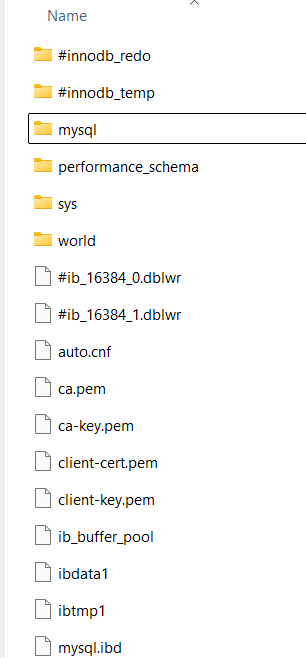 Name
#innodb_redo
#innodb_temp
mysql
performance_schema
sys
world
#ib_16384_0.dblwr
#ib_16384_1.dblwr
auto.cnf
ca.pem
ca-key.pem
client-cert.pem
client-key.pem
ib_buffer_pool
ibdata1
ibtmp1
mysql.ibd